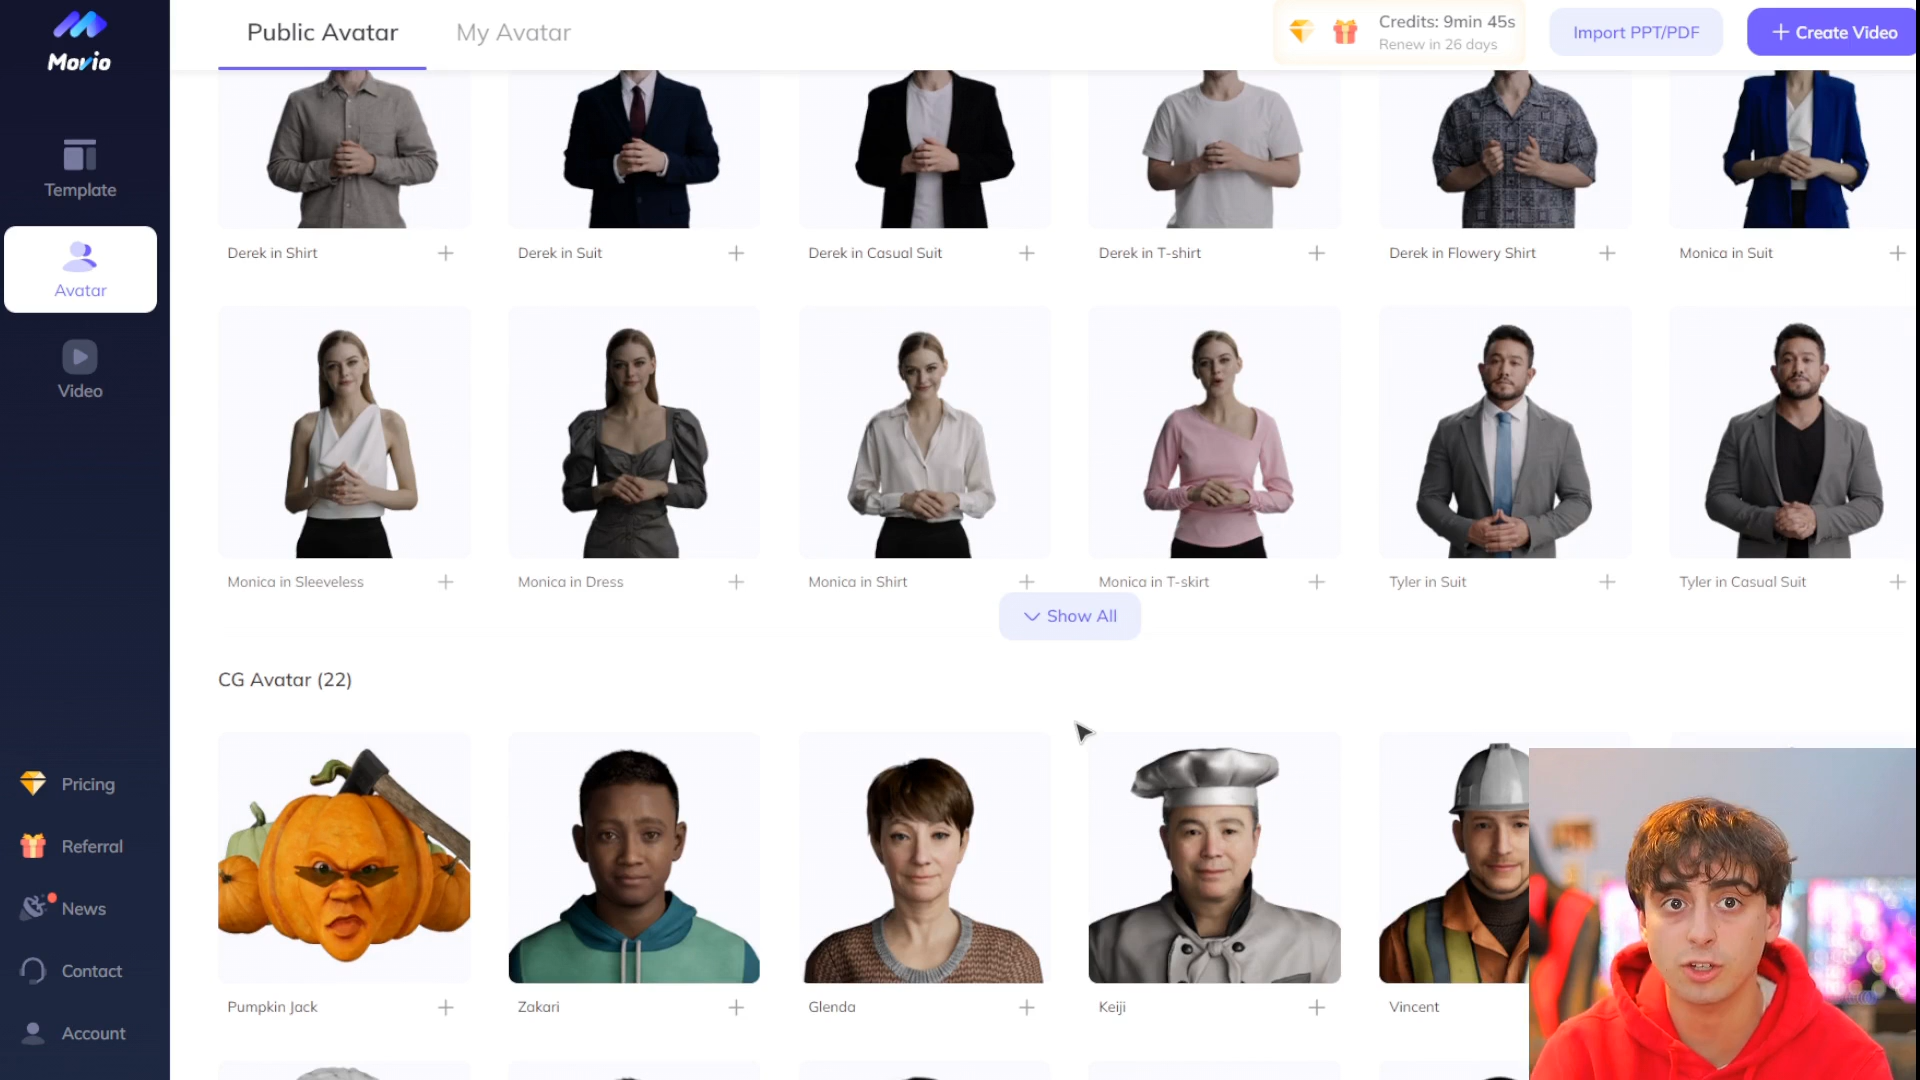 Movio
Public Avatar
My Avatar
Credits: 9min 45s
Renew in 26 days
Import PPT/PDF
+ Create Video
Template
Avatar
Video
Derek in Shirt
Derek in Suit
Derek in Casual Suit
Derek in T-shirt
Derek in Flowery Shirt
Monica in Suit
Monica in Sleeveless
Monica in Dress
Monica in Shirt
Monica in T-skirt
Tyler in Suit
Tyler in Casual Suit
Show All
CG Avatar (22)
Pumpkin Jack
Zakari
Glenda
Keiji
Vincent
Pricing
Referral
News
Contact
Account